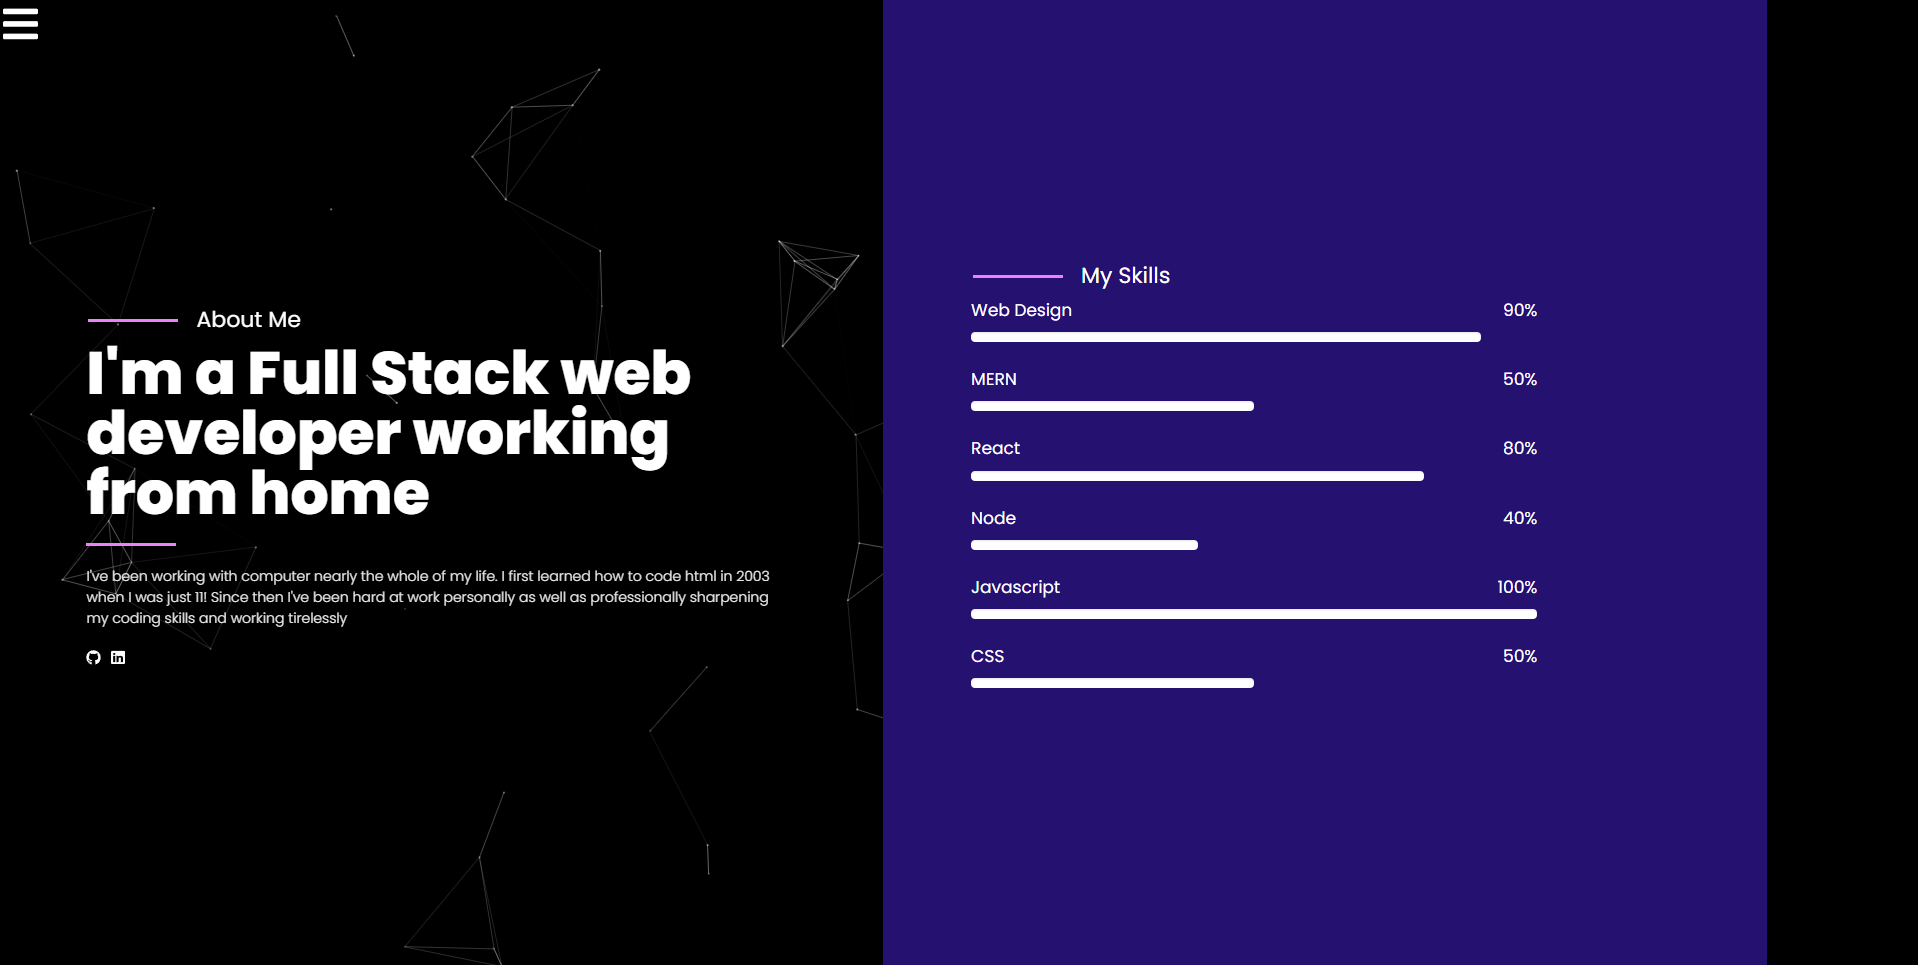 About Me
I'm a Full Stack web
developer working
from home
I've been working with computer nearly the whole of my life. I first learned how to code html in 2003
when I was just 11! Since then I've been hard at work personally as well as professionally sharpening
my coding skills and working tirelessly
in
My Skills
Web Design 90%
MERN 50%
React 80%
Node 40%
Javascript 100%
CSS 50%